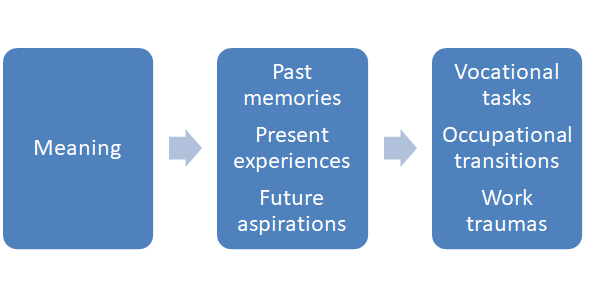 Meaning
Past
memories
Present
experiences
Future
aspirations
Vocational
tasks
Occupational
transitions
Work
traumas